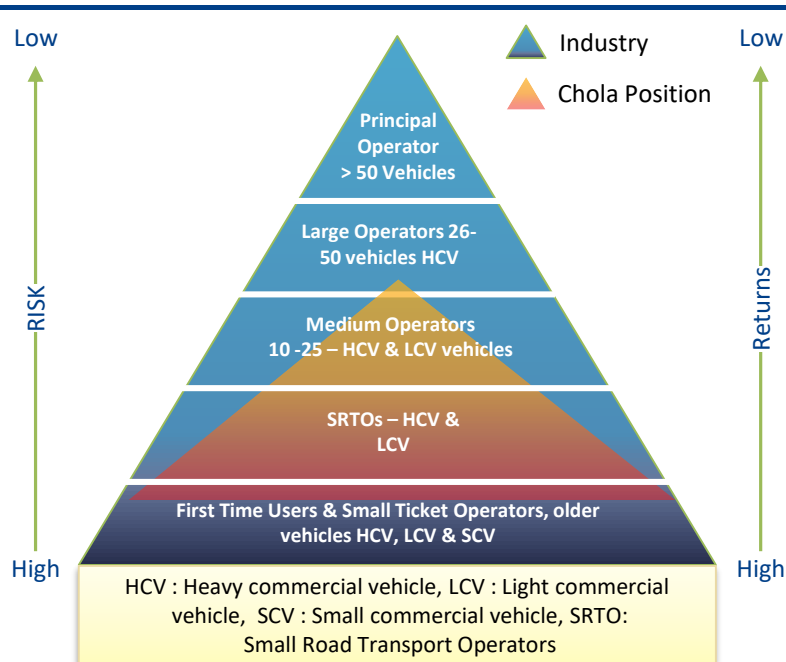 Low
Industry
Low
Chola Position
Principal
Operator
> 50 Vehicles
Large Operators 26-
50 vehicles HCV
RISK
Returns
Medium Operators
10 -25 – HCV & LCV vehicles
SRTOs – HCV &
LCV
First Time Users & Small Ticket Operators, older
vehicles HCV, LCV & SCV
High
High
HCV : Heavy commercial vehicle, LCV : Light commercial
vehicle, SCV : Small commercial vehicle, SRTO:
Small Road Transport Operators